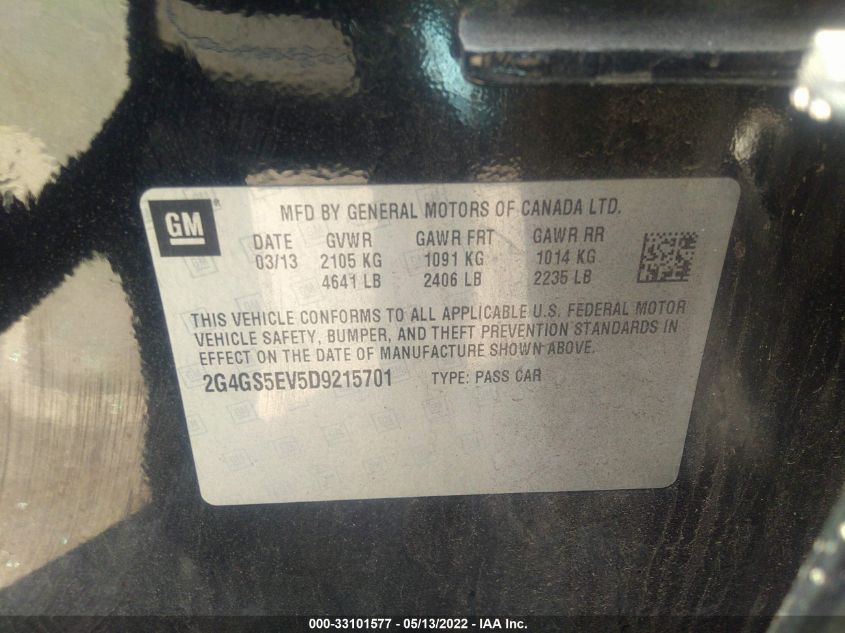 GM
®
MFD BY GENERAL MOTORS OF CANADA LTD.
DATE GVWR GAWR FRT GAWR RR
03/13 2105 KG 1091 KG 1014 KG
4641 LB 2406 LB 2235 LB
THIS VEHICLE CONFORMS TO ALL APPLICABLE U.S. FEDERAL MOTOR
VEHICLE SAFETY, BUMPER, AND THEFT PREVENTION STANDARDS IN
EFFECT ON THE DATE OF MANUFACTURE SHOWN ABOVE.
2G4GS5EV5D9215701 TYPE: PASS CAR
000-33101577 - 05/13/2022 - IAA Inc.